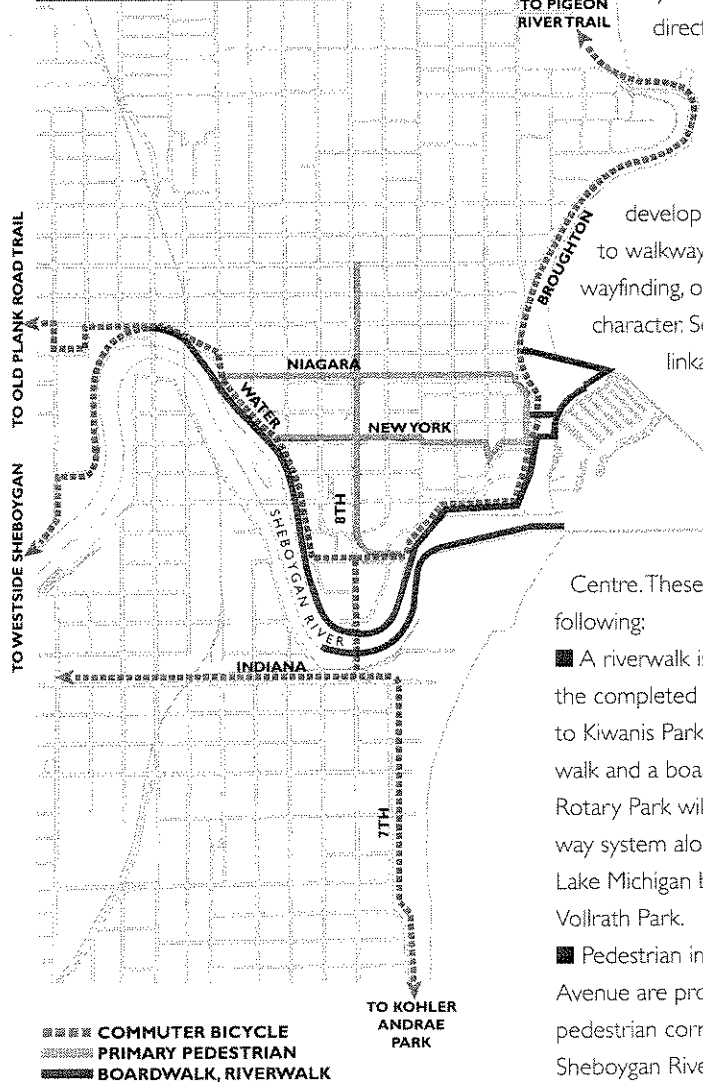 TO PIGEON
RIVER TRAIL
direct
TO OLD PLANK ROAD TRAIL
BROUGHTON
develop
to walkway
wayfinding, o
character. Se
linka
NIAGARA
WATER
NEW YORK
8TH
SHEBOYGAN RIVER
TO WESTSIDE SHEBOYGAN
INDIANA
7TH
TO KOHLER
ANDRAE
PARK
COMMUTER BICYCLE
PRIMARY PEDESTRIAN
BOARDWALK, RIVERWALK
Centre. These
following:
■ A riverwalk is
the completed
to Kiwanis Park
walk and a boa
Rotary Park wil
way system alo
Lake Michigan
Vollrath Park.
■ Pedestrian in
Avenue are pro
pedestrian corr
Sheboygan Rive